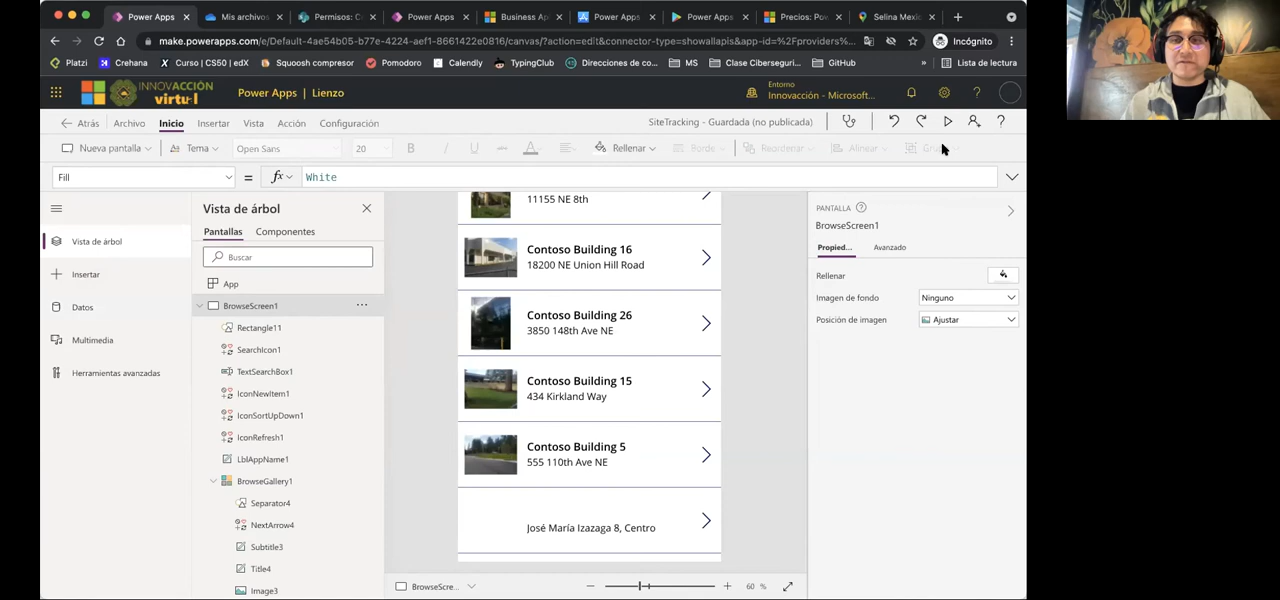 Power Apps
Mis archivos
Permisos: C
Power Apps
Business Ap
Power Apps
Power Apps
Precios: Pov
Selina Mexic
make.powerapps.com/e/Default-4ae54b05-b77e-4224-aef1-8661422e0816/canvas/?action=edit&connector-type=showallapis&app-id=%2Fproviders%...
Incógnito
Platzi
Crehana
Curso | CS50 | edX
Squoosh compresor
Pomodoro
Calendly
TypingClub
Direcciones de co...
MS
Clase Ciberseguri...
GitHub
»
Lista de lectura
INNOVACCIÓN
virtual
Power Apps | Lienzo
Entorno
Innovacción - Microsoft...
Atrás
Archivo
Inicio
Insertar
Vista
Acción
Configuración
SiteTracking - Guardada (no publicada)
Nueva pantalla
Tema
Open Sans
20
B
Rellenar
Borde
Reordenar
Alinear
Fill
=
fx
White
Vista de árbol
Pantallas
Componentes
Buscar
App
BrowseScreen1
Rectangle11
SearchIcon1
TextSearchBox1
IconNewItem1
IconSortUpDown1
IconRefresh1
LblAppName1
BrowseGallery1
Separator4
NextArrow4
Subtitle3
Title4
Image3
Vista de árbol
Insertar
Datos
Multimedia
Herramientas avanzadas
11155 NE 8th
Contoso Building 16
18200 NE Union Hill Road
Contoso Building 26
3850 148th Ave NE
Contoso Building 15
434 Kirkland Way
Contoso Building 5
555 110th Ave NE
José María Izazaga 8, Centro
BrowseScre...
60 %
PANTALLA
BrowseScreen1
Propied...
Avanzado
Rellenar
Imagen de fondo
Ninguno
Posición de imagen
Ajustar